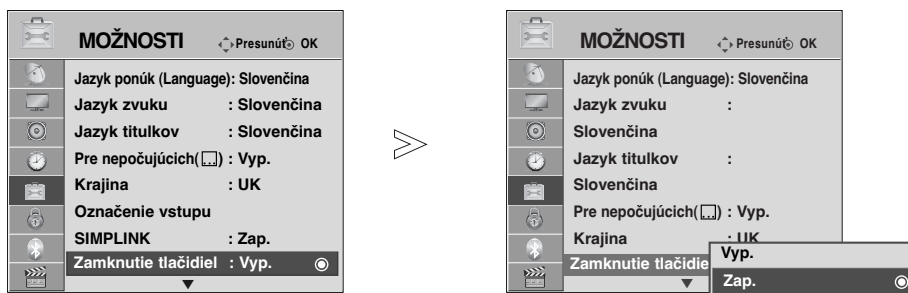 MOŽNOSTI
Presunúť OK
Jazyk ponúk (Language): Slovenčina
Jazyk zvuku : Slovenčina
Jazyk titulkov : Slovenčina
Pre nepočujúcich( ) : Vyp.
Krajina : UK
Označenie vstupu
SIMPLINK : Zap.
Zamknutie tlačidiel : Vyp.
MOŽNOSTI
Presunúť OK
Jazyk ponúk (Language): Slovenčina
Jazyk zvuku :
Slovenčina
Jazyk titulkov :
Slovenčina
Pre nepočujúcich( ) : Vyp.
Krajina : UK
Zamknutie tlačidie
Vyp.
Zap.